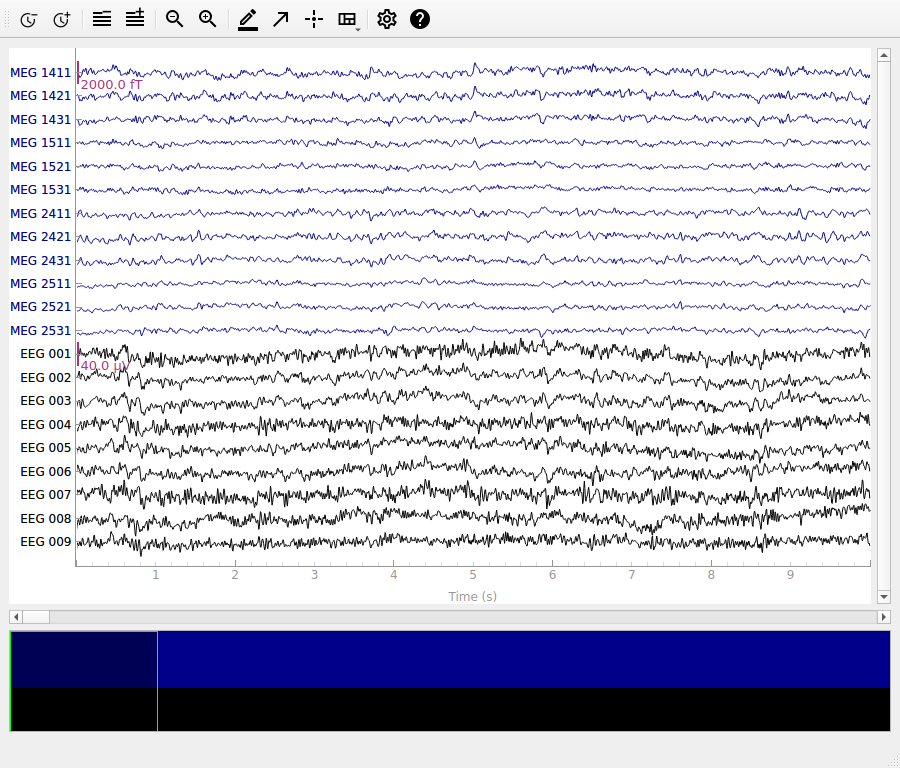 MEG 1411
2000.0 fT
MEG 1421
MEG 1431
MEG 1511
MEG 1521
MEG 1531
MEG 2411
MEG 2421
MEG 2431
MEG 2511
MEG 2521
MEG 2531
EEG 001
40.0 µV
EEG 002
EEG 003
EEG 004
EEG 005
EEG 006
EEG 007
EEG 008
EEG 009
1 2 3 4 5 6 7 8 9
Time (s)